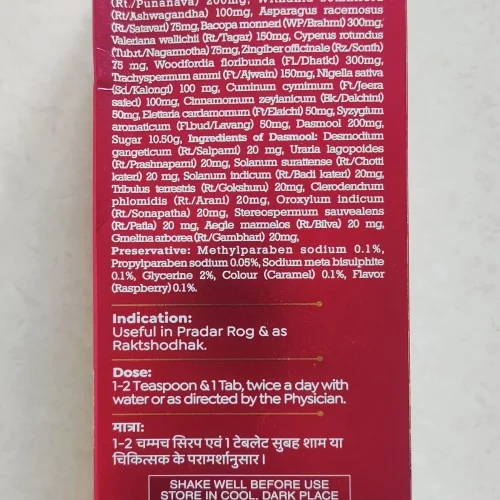 (Rt./Punanava) 200mg, Withania somnifera
(Rt/Ashwagandha) 100mg, Asparagus racemosus
(Rt/Satavari) 75mg, Bacopa monneri (WP/Brahmi) 300mg,
Valeriana wallichii (Rt./Tagar) 150mg, Cyperus rotundus
(Tub.rt/Nagarmotha) 75mg, Zingiber officinale (Rz./Sonth)
75 mg, Woodfordia floribunda (Fl./Dhatki) 300mg,
Trachyspermum ammi (Ft/Ajwain) 150mg, Nigella sativa
(Sd/Kalongi) 100 mg, Cuminum cymimum (Ft/Jeera
safed) 100mg, Cinnamomum zeylanicum (Bk/Dalchini)
50mg, Elettaria cardamomum (Ft/Elaichi) 50mg, Syzygium
aromaticum (Fl.bud/Lavang) 50mg, Dasmool 200mg,
Sugar 10.50g, Ingredients of Dasmool: Desmodium
gangeticum (Rt./Salparni) 20 mg, Uraria lagopoides
(Rt/Prashnaparni) 20mg, Solanum surattense (Rt./Chotti
kateri) 20 mg, Solanum indicum (Rt./Badi kateri) 20mg,
Tribulus terrestris (Rt/Gokshuru) 20mg, Clerodendrum
phlomidis (Rt./Arani) 20mg, Oroxylum indicum
(Rt./Sonapatha) 20mg, Stereospermum sauvealens
(Rt./Patla) 20 mg, Aegle marmelos (Rt./Bilva) 20 mg,
Gmelina arborea (Rt./Gambhari) 20mg.
Preservative: Methylparaben sodium 0.1%,
Propylparaben sodium 0.05%, Sodium meta bisulphite
0.1%, Glycerine 2%, Colour (Caramel) 0.1%, Flavor
(Raspberry) 0.1%.
Indication:
Useful in Pradar Rog & as
Raktshodhak.
Dose:
1-2 Teaspoon & 1 Tab, twice a day with
water or as directed by the Physician.
मात्रा:
1-2 चम्मच सिरप एवं 1 टेबलेट सुबह शाम या
चिकित्सक के परामर्शानुसार।
SHAKE WELL BEFORE USE
STORE IN COOL, DARK PLACE